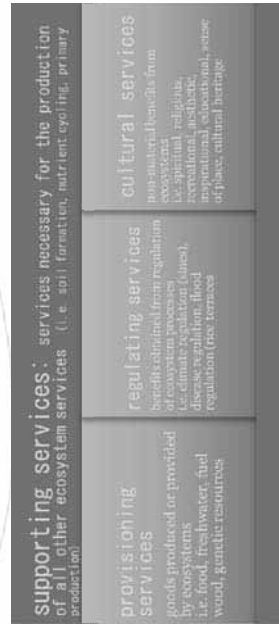 supporting services: services necessary for the production
of all other ecosystem services (i.e. soil formation, nutrient cycling, primary
production)
provisioning
services
goods produced or provided
by ecosystems
i.e. food, freshwater, fuel
wood, genetic resources
regulating services
benefits obtained from regulation
of ecosystem processes
i.e. climate regulation
disease regulation, flood
regulation (rice terraces
cultural services
non-material benefits from
ecosystems
i.e. spiritual, religious,
recreational, aesthetic,
inspirational, educational, sense
of place, cultural heritage